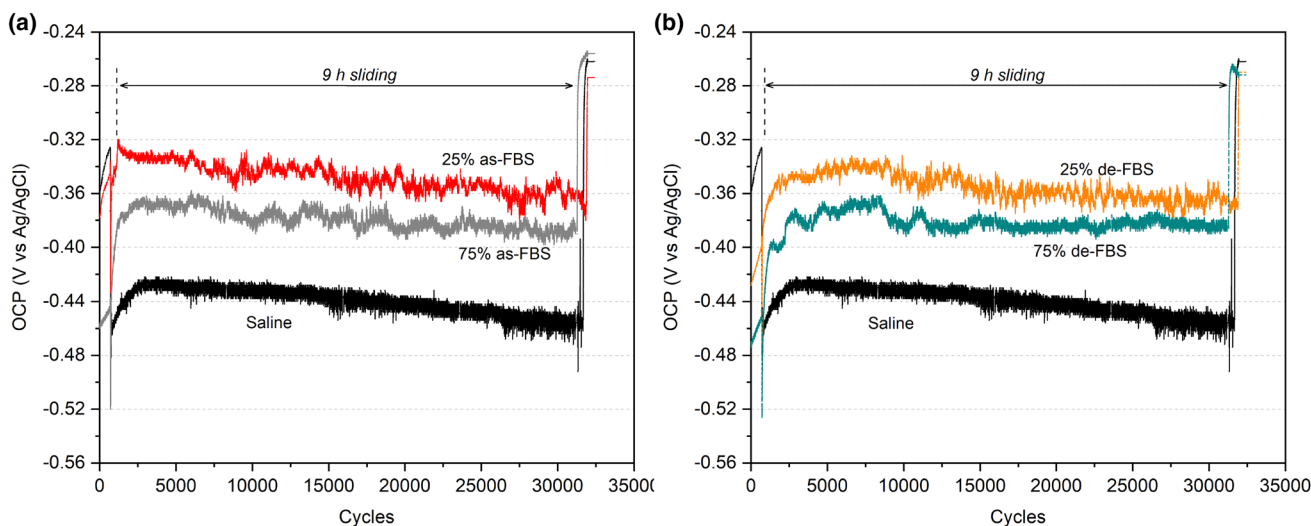 (a)
-0.24
-0.28
-0.32
-0.36
-0.40
-0.44
-0.48
-0.52
-0.56
OCP (V vs Ag/AgCl)
9 h sliding
25% as-FBS
75% as-FBS
Saline
0 5000 10000 15000 20000 25000 30000 35000
Cycles
(b)
-0.24
-0.28
-0.32
-0.36
-0.40
-0.44
-0.48
-0.52
-0.56
OCP (V vs Ag/AgCl)
9 h sliding
25% de-FBS
75% de-FBS
Saline
0 5000 10000 15000 20000 25000 30000 35000
Cycles